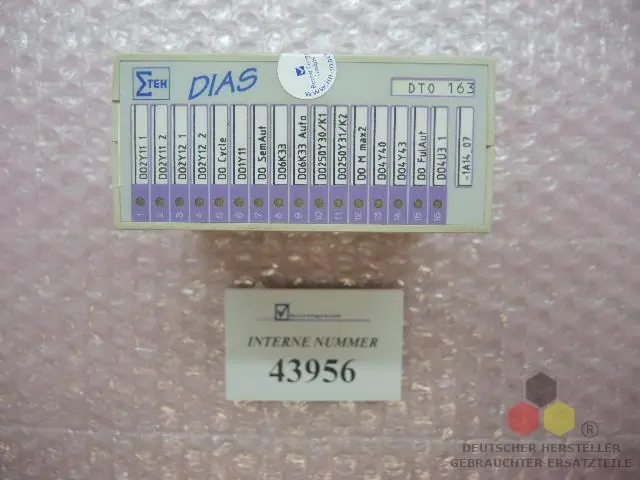 ΣTEK
DIAS
DTO 163
DO2Y11 1
DO2Y11 2
DO2Y12 1
DO2Y12 2
DO Cycle
DO1Y11
DO SemAut
DO6K33
DO6K33 Auto
DO250Y30/K1
DO250Y31/K2
DO M max2
DO4Y40
DO4Y43
DO FulAut
DO4U3 1
-1A14.07
1 2 3 4 5 6 7 8 9 10 11 12 13 14 15 16
INTERNE NUMMER
43956
®
DEUTSCHER HERSTELLER
GEBRAUCHTER ERSATZTEILE